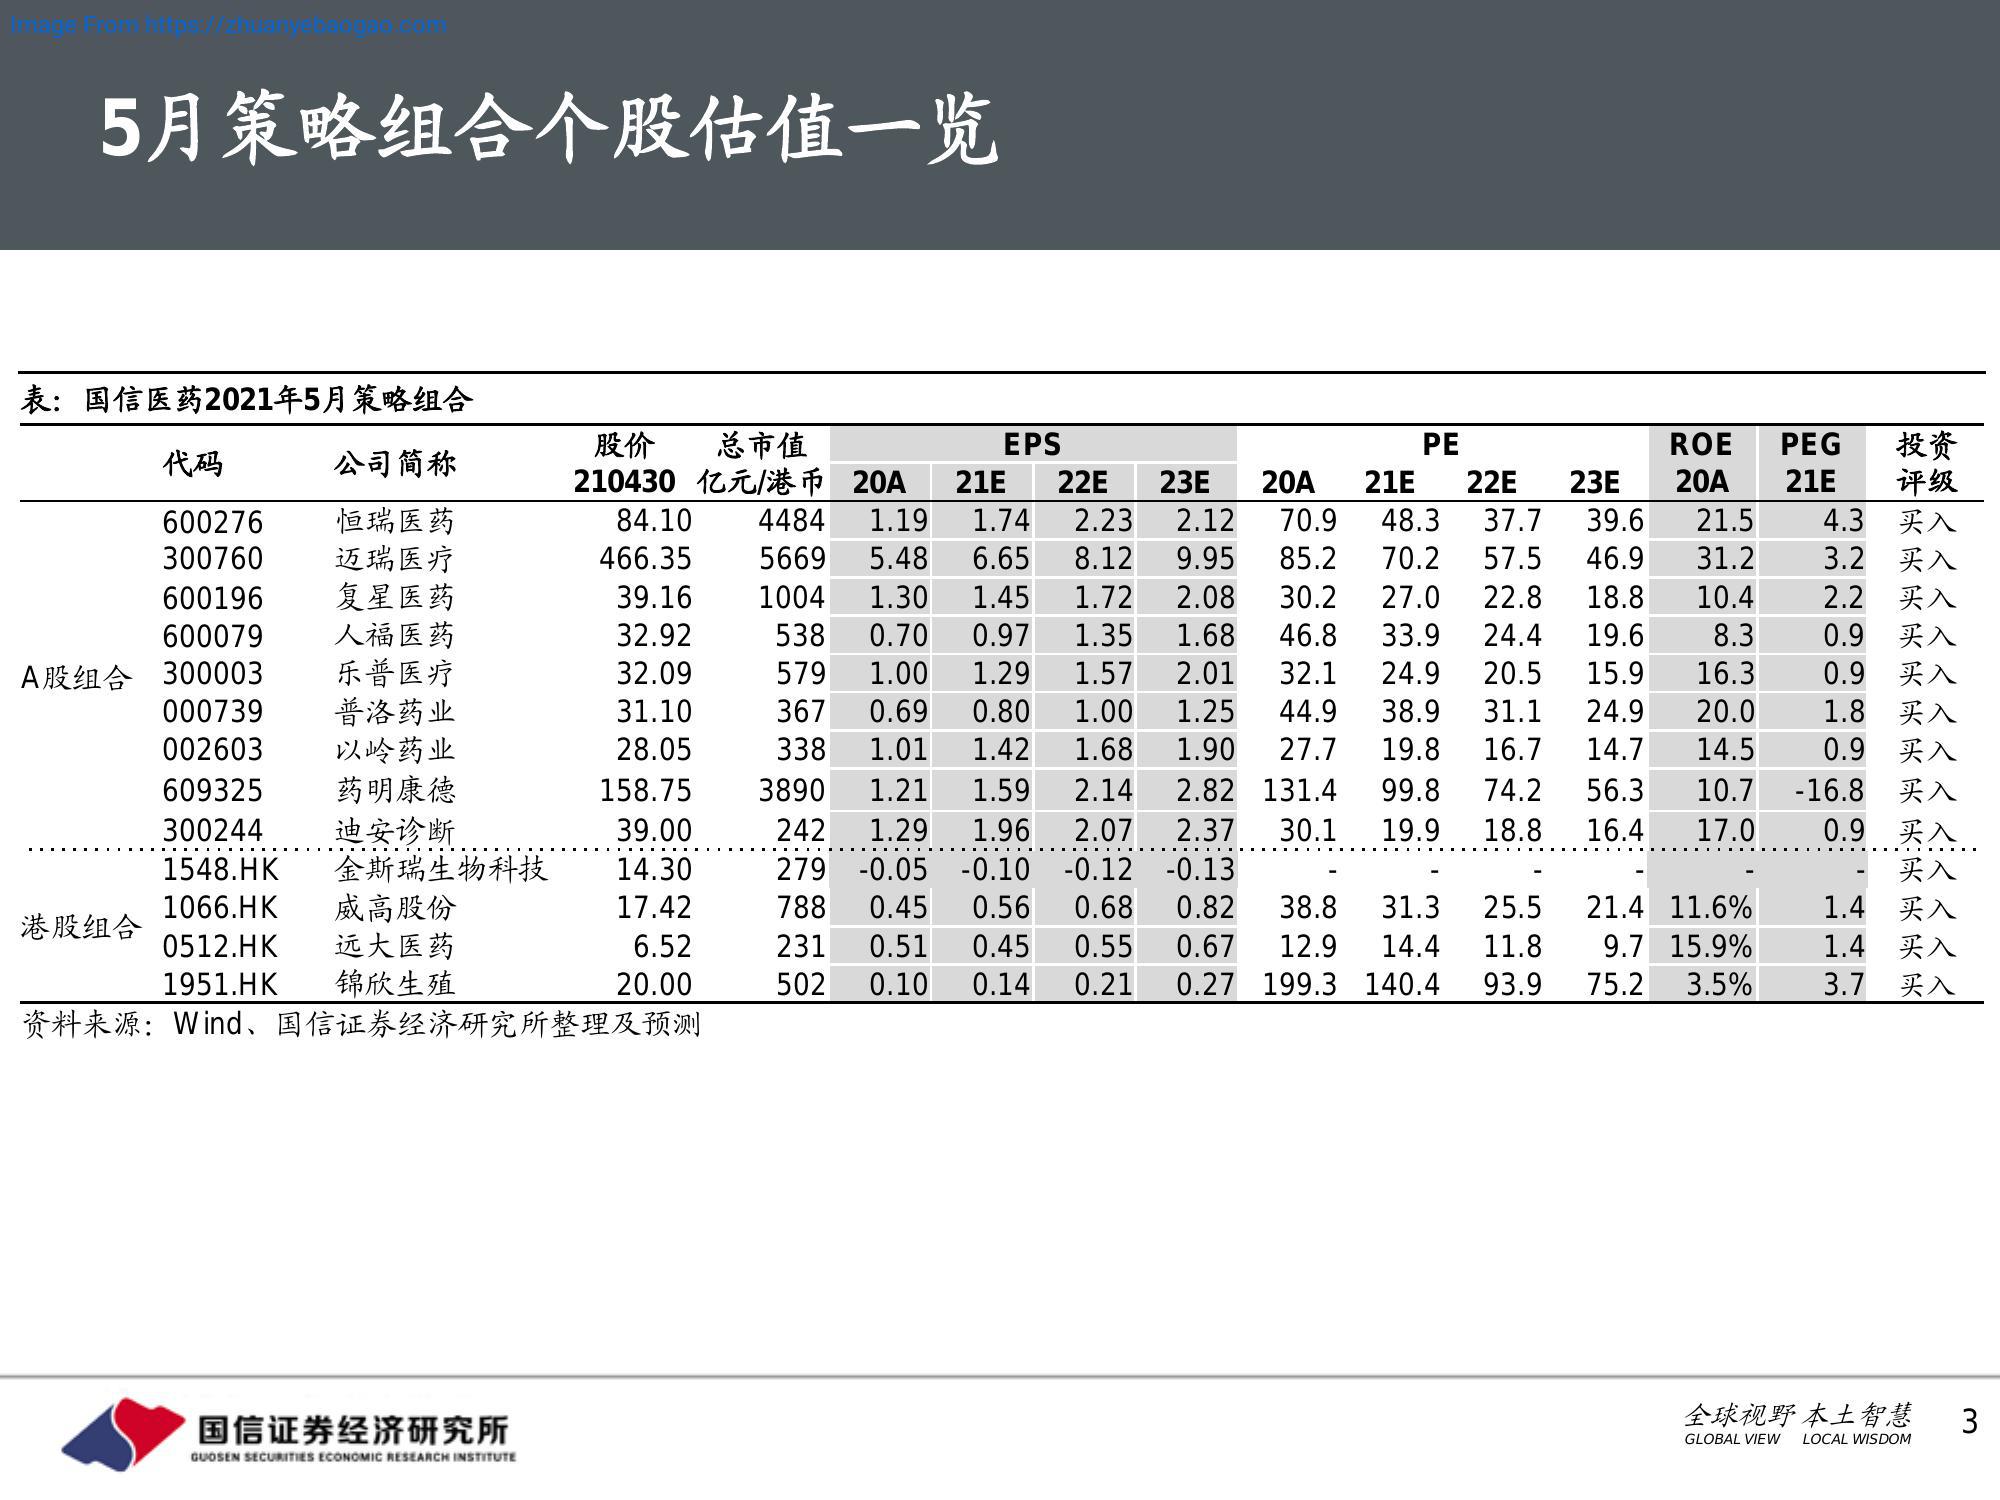 Image From https://zhuanyebaogao.com
5月策略组合个股估值一览
表： 国信医药2021年5月策略组合
代码 公司简称 股价 总市值 EPS PE ROE PEG 投资
210430 亿元/港币 20A 21E 22E 23E 20A 21E 22E 23E 20A 21E 评级
600276 恒瑞医药 84.10 4484 1.19 1.74 2.23 2.12 70.9 48.3 37.7 39.6 21.5 4.3 买入
300760 迈瑞医疗 466.35 5669 5.48 6.65 8.12 9.95 85.2 70.2 57.5 46.9 31.2 3.2 买入
600196 复星医药 39.16 1004 1.30 1.45 1.72 2.08 30.2 27.0 22.8 18.8 10.4 2.2 买入
600079 人福医药 32.92 538 0.70 0.97 1.35 1.68 46.8 33.9 24.4 19.6 8.3 0.9 买入
A股组合 300003 乐普医疗 32.09 579 1.00 1.29 1.57 2.01 32.1 24.9 20.5 15.9 16.3 0.9 买入
000739 普洛药业 31.10 367 0.69 0.80 1.00 1.25 44.9 38.9 31.1 24.9 20.0 1.8 买入
002603 以岭药业 28.05 338 1.01 1.42 1.68 1.90 27.7 19.8 16.7 14.7 14.5 0.9 买入
609325 药明康德 158.75 3890 1.21 1.59 2.14 2.82 131.4 99.8 74.2 56.3 10.7 -16.8 买入
300244 迪安诊断 39.00 242 1.29 1.96 2.07 2.37 30.1 19.9 18.8 16.4 17.0 0.9 买入
1548.HK 金斯瑞生物科技 14.30 279 -0.05 -0.10 -0.12 -0.13 - - - - - - 买入
港股组合 1066.HK 威高股份 17.42 788 0.45 0.56 0.68 0.82 38.8 31.3 25.5 21.4 11.6% 1.4 买入
0512.HK 远大医药 6.52 231 0.51 0.45 0.55 0.67 12.9 14.4 11.8 9.7 15.9% 1.4 买入
1951.HK 锦欣生殖 20.00 502 0.10 0.14 0.21 0.27 199.3 140.4 93.9 75.2 3.5% 3.7 买入
资料来源：Wind、国信证券经济研究所整理及预测
国信证券经济研究所
GUOSEN SECURITIES ECONOMIC RESEARCH INSTITUTE
全球视野 本土智慧
GLOBAL VIEW LOCAL WISDOM
3